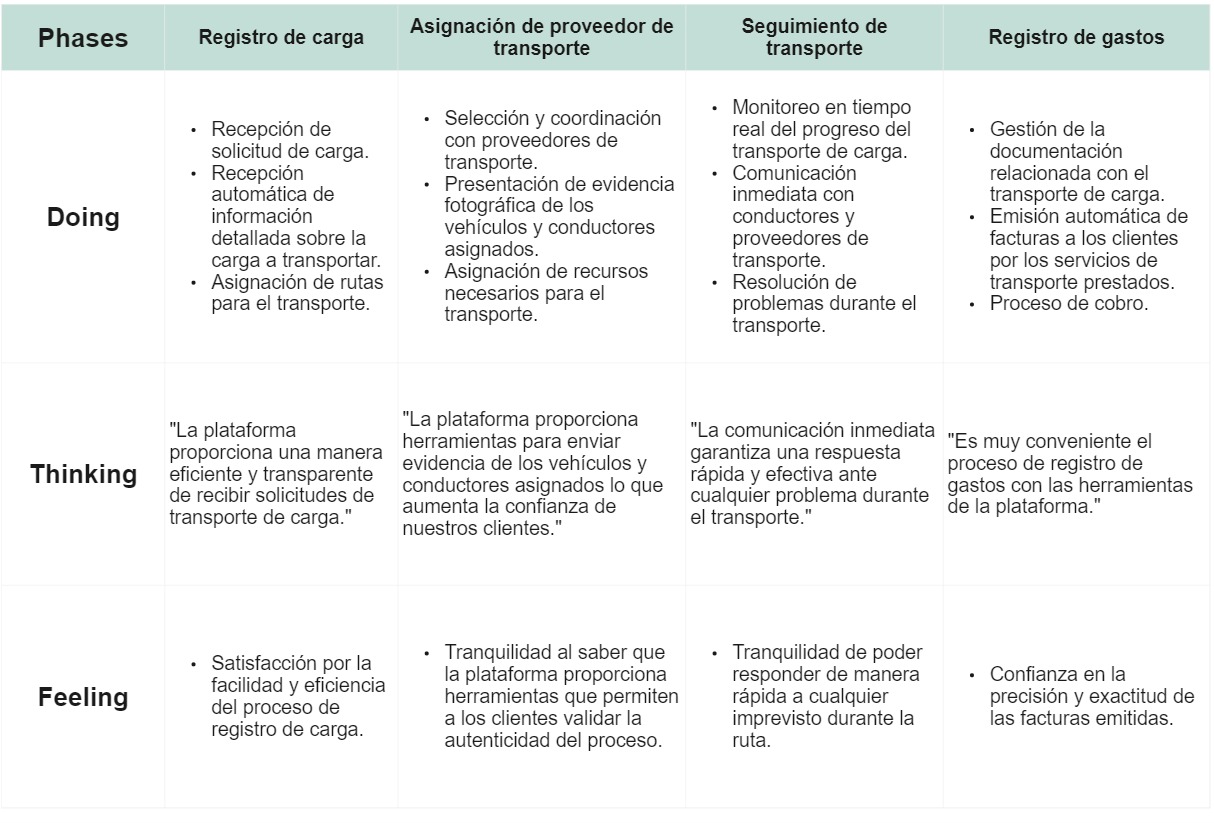 Phases
Registro de carga
Asignación de proveedor de
transporte
Seguimiento de
transporte
Registro de gastos
Doing
• Recepción de
solicitud de carga.
• Recepción
automática de
información
detallada sobre la
carga a transportar.
• Asignación de rutas
para el transporte.
• Selección y coordinación
con proveedores de
transporte.
• Presentación de evidencia
fotográfica de los
vehículos y conductores
asignados.
• Asignación de recursos
necesarios para el
transporte.
• Monitoreo en tiempo
real del progreso del
transporte de carga.
• Comunicación
inmediata con
conductores y
proveedores de
transporte.
• Resolución de
problemas durante el
transporte.
• Gestión de la
documentación
relacionada con el
transporte de carga.
• Emisión automática de
facturas a los clientes
por los servicios de
transporte prestados.
• Proceso de cobro.
Thinking
"La plataforma
proporciona una manera
eficiente y transparente
de recibir solicitudes de
transporte de carga."
"La plataforma proporciona
herramientas para enviar
evidencia de los vehículos y
conductores asignados lo que
aumenta la confianza de
nuestros clientes."
"La comunicación inmediata
garantiza una respuesta
rápida y efectiva ante
cualquier problema durante
el transporte."
"Es muy conveniente el
proceso de registro de
gastos con las herramientas
de la plataforma."
Feeling
• Satisfacción por la
facilidad y eficiencia
del proceso de
registro de carga.
• Tranquilidad al saber que
la plataforma proporciona
herramientas que permiten
a los clientes validar la
autenticidad del proceso.
• Tranquilidad de poder
responder de manera
rápida a cualquier
imprevisto durante la
ruta.
• Confianza en la
precisión y exactitud de
las facturas emitidas.